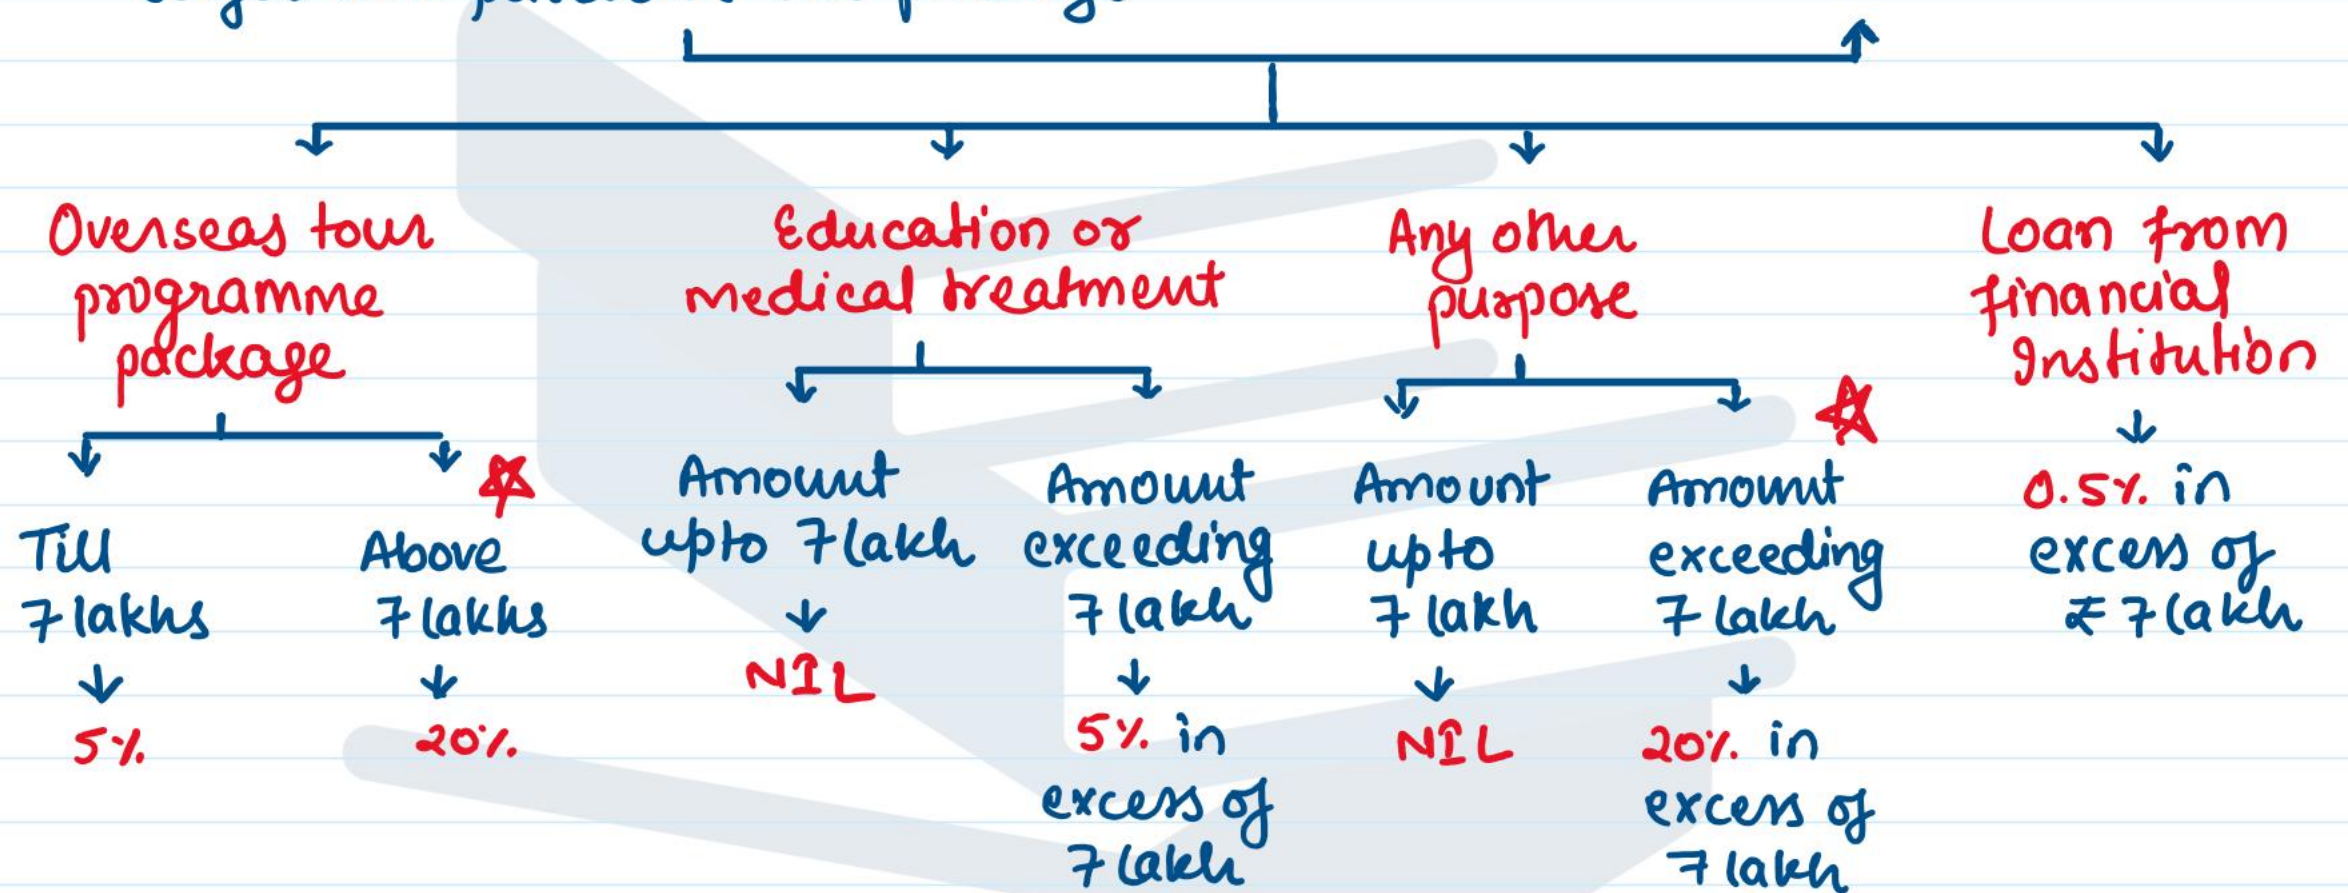 Overseas tour
programme
package
Till
7 lakhs
5%
Above
7 lakhs
20%
Education or
medical treatment
Amount
upto 7 lakh
NIL
Amount
exceeding
7 lakh
5% in
excess of
7 lakh
Any other
purpose
Amount
upto
7 lakh
NIL
Amount
exceeding
7 lakh
20% in
excess of
7 lakh
Loan from
financial
Institution
0.5% in
excess of
₹ 7 lakh